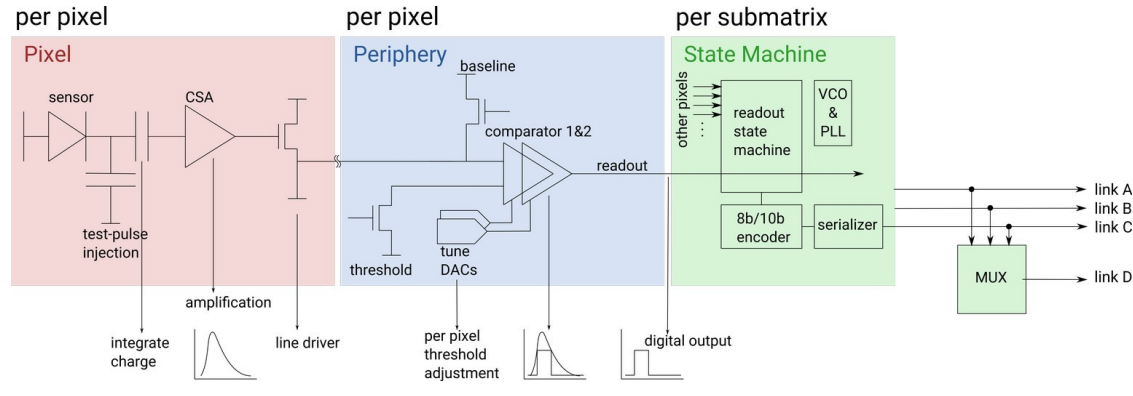 per pixel
per pixel
per submatrix
Pixel
Periphery
State Machine
sensor
CSA
test-pulse
injection
baseline
comparator 1&2
readout
threshold
tune
DACs
other pixels
...
readout
state
machine
VCO
&
PLL
8b/10b
encoder
serializer
link A
link B
link C
MUX
link D
amplification
integrate
charge
line driver
per pixel
threshold
adjustment
digital output